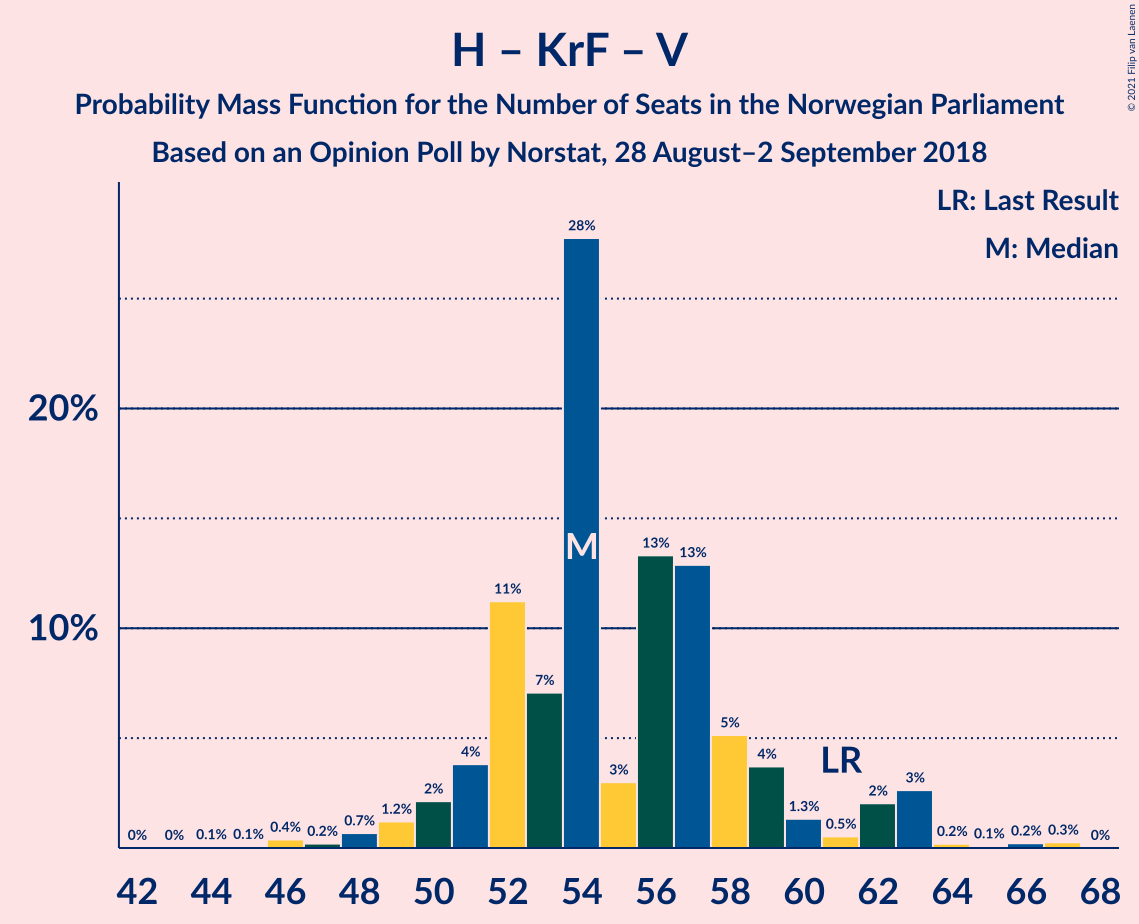 H – KrF – V
Probability Mass Function for the Number of Seats in the Norwegian Parliament
Based on an Opinion Poll by Norstat, 28 August–2 September 2018
© 2021 Filip van Laenen
LR: Last Result
M: Median
20%
10%
0% 0% 0.1% 0.1% 0.4% 0.2% 0.7% 1.2% 2% 4% 11% 7% 28% 3% 13% 13% 5% 4% 1.3% 0.5% 2% 3% 0.2% 0.1% 0.2% 0.3% 0%
M
LR
42 44 46 48 50 52 54 56 58 60 62 64 66 68